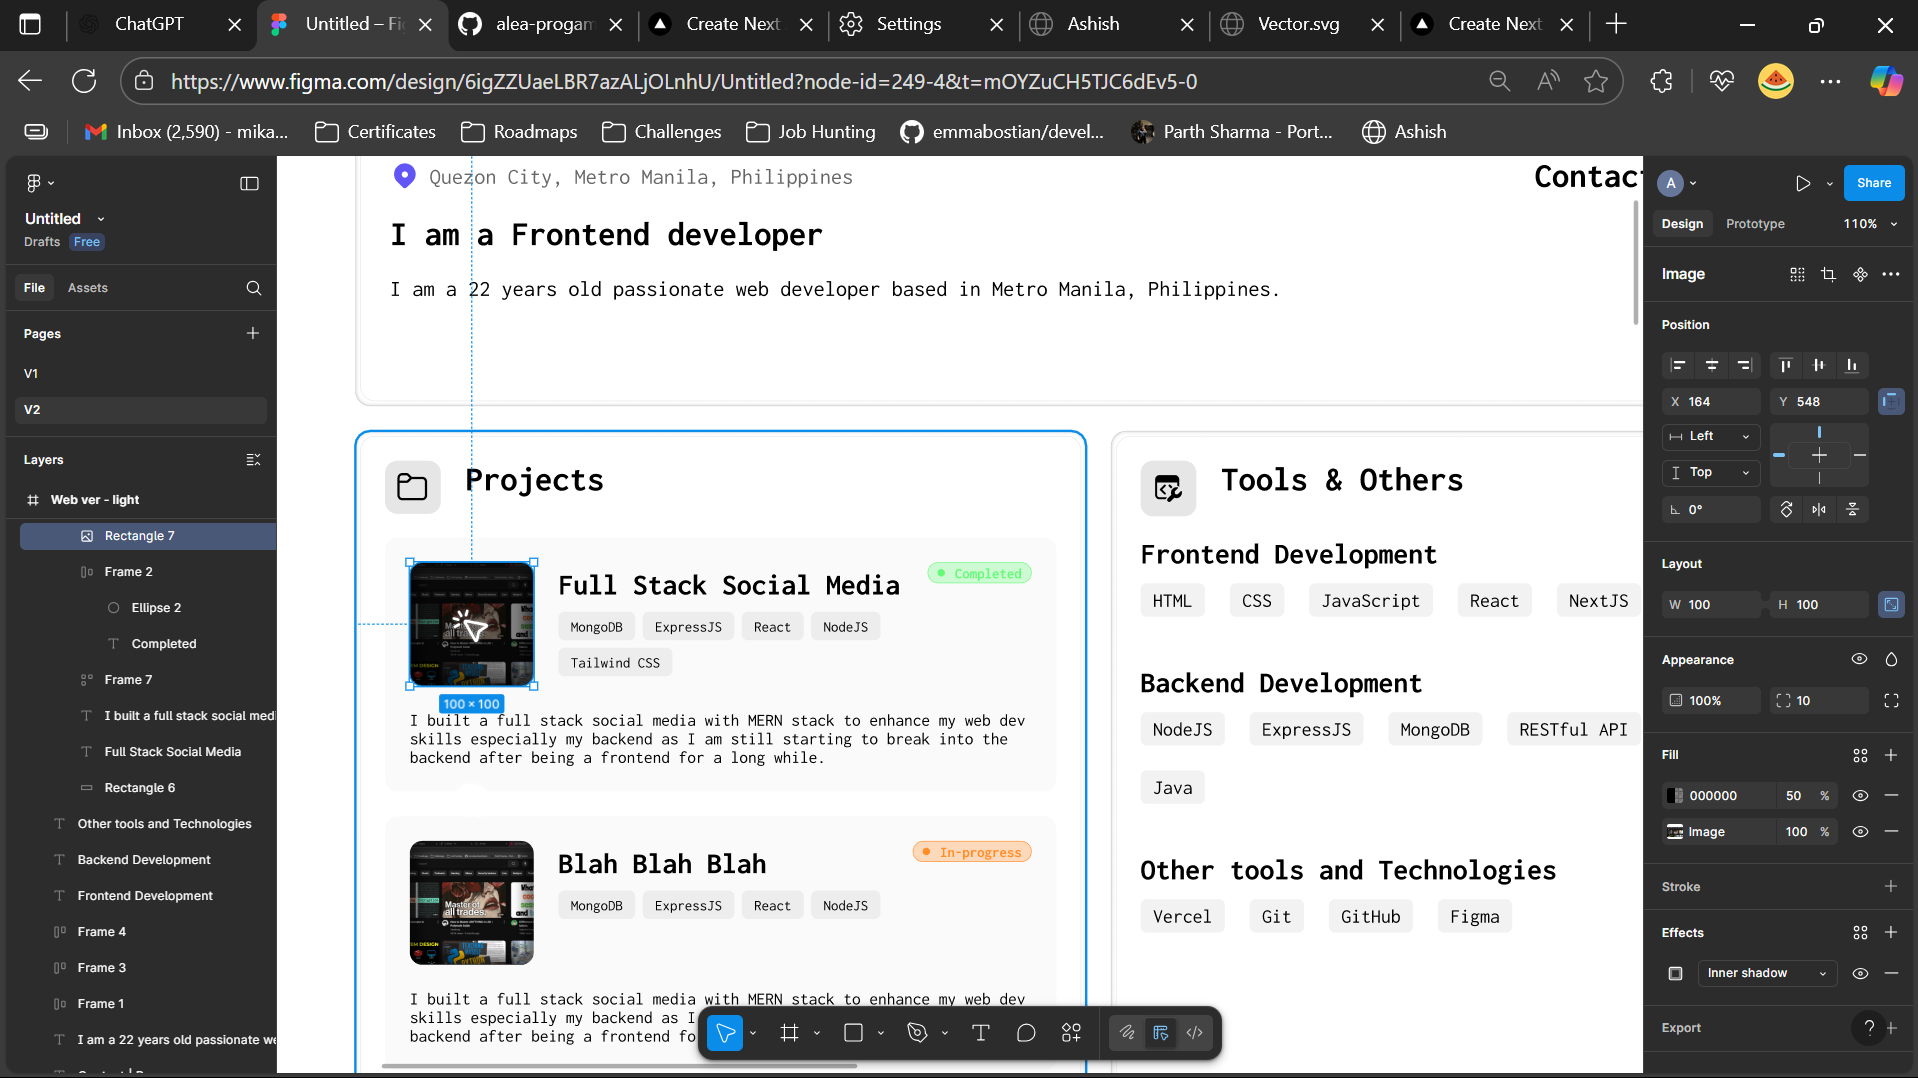 ChatGPT
Untitled – Fi
alea-progam
Create Next
Settings
Ashish
Vector.svg
Create Next
https://www.figma.com/design/6igZZUaeLBR7azALjOLnhU/Untitled?node-id=249-4&t=mOYZuCH5TJC6dEv5-0
Inbox (2,590) - mika...
Certificates
Roadmaps
Challenges
Job Hunting
emmabostian/devel...
Parth Sharma - Port...
Ashish
Untitled
Drafts Free
File Assets
Pages
V1
V2
Layers
Web ver - light
Rectangle 7
Frame 2
Ellipse 2
Completed
Frame 7
I built a full stack social medi
Full Stack Social Media
Rectangle 6
Other tools and Technologies
Backend Development
Frontend Development
Frame 4
Frame 3
Frame 1
I am a 22 years old passionate we
Quezon City, Metro Manila, Philippines
Contac
I am a Frontend developer
I am a 22 years old passionate web developer based in Metro Manila, Philippines.
Projects
Full Stack Social Media
Completed
MongoDB ExpressJS React NodeJS
Tailwind CSS
100 × 100
I built a full stack social media with MERN stack to enhance my web dev
skills especially my backend as I am still starting to break into the
backend after being a frontend for a long while.
Master of
all trades.
Blah Blah Blah
In-progress
MongoDB ExpressJS React NodeJS
I built a full stack social media with MERN stack to enhance my web dev
skills especially my backend as I
backend after being a frontend fo
Tools & Others
Frontend Development
HTML CSS JavaScript React NextJS
Backend Development
NodeJS ExpressJS MongoDB RESTful API
Java
Other tools and Technologies
Vercel Git GitHub Figma
A
Share
Design Prototype 110%
Image
Position
X 164 Y 548
Left
Top
0°
Layout
W 100 H 100
Appearance
100% 10
Fill
000000 50 %
Image 100 %
Stroke
Effects
Inner shadow
Export
?